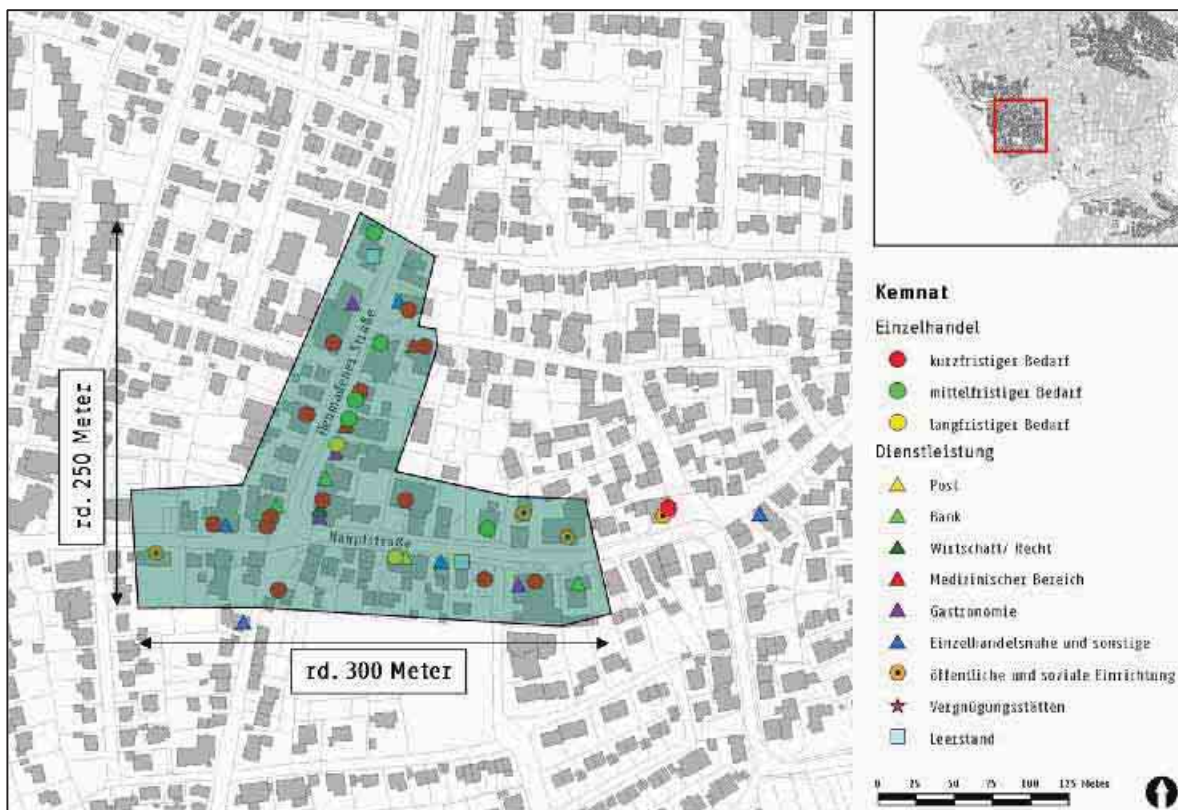 Neuhausener Straße
Hauptstraße
rd. 250 Meter
rd. 300 Meter
Kemnat
Einzelhandel
kurzfristiger Bedarf
mittelfristiger Bedarf
langfristiger Bedarf
Dienstleistung
Post
Bank
Wirtschaft/ Recht
Medizinischer Bereich
Gastronomie
Einzelhandelsnahe und sonstige
öffentliche und soziale Einrichtung
Vergnügungsstätten
Leerstand
0 25 50 75 100 125 Meter